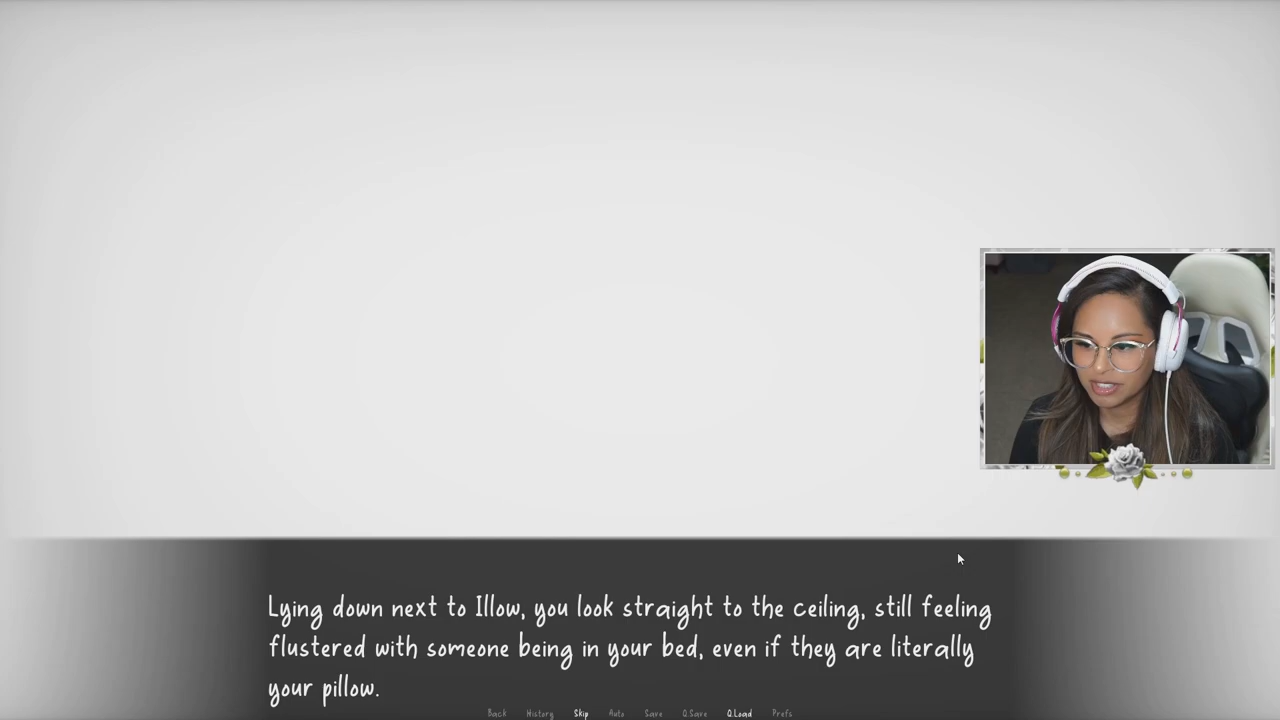 Lying down next to Illow, you look straight to the ceiling, still feeling
flustered with someone being in your bed, even if they are literally
your pillow.
Back History Skip Auto Save Q.Save Q.Load Prefs